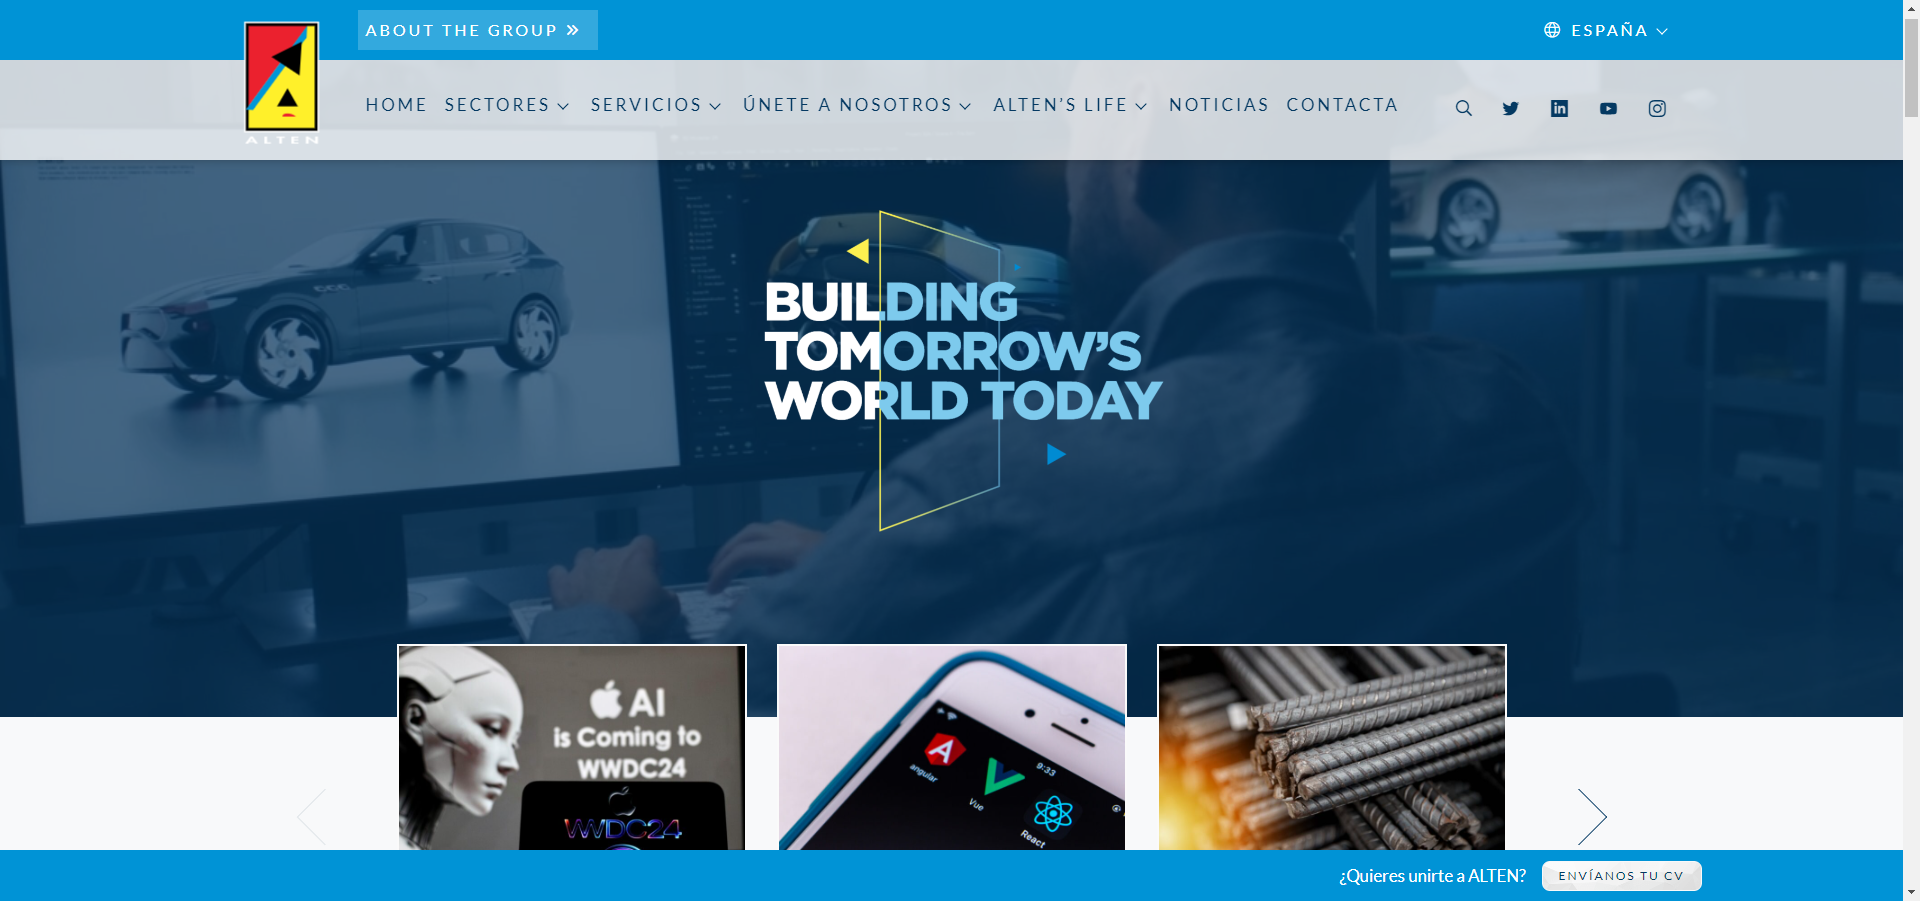 ABOUT THE GROUP »
ESPAÑA
ALTEN
HOME SECTORES SERVICIOS ÚNETE A NOSOTROS ALTEN'S LIFE NOTICIAS CONTACTA
BUILDING
TOMORROW'S
WORLD TODAY
AI
is Coming to
WWDC24
WWDC24
9:33
angular
Vue
React
¿Quieres unirte a ALTEN?
ENVÍANOS TU CV